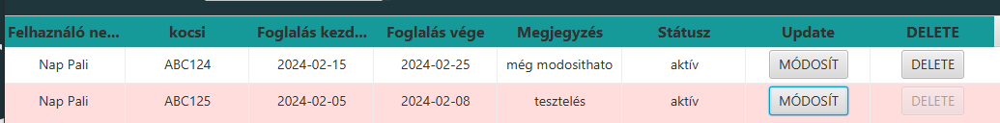 Felhaználó ne... kocsi Foglalás kezd... Foglalás vége Megjegyzés Státusz Update DELETE
Nap Pali ABC124 2024-02-15 2024-02-25 még modosithato aktív MÓDOSÍT DELETE
Nap Pali ABC125 2024-02-05 2024-02-08 tesztelés aktív MÓDOSÍT DELETE